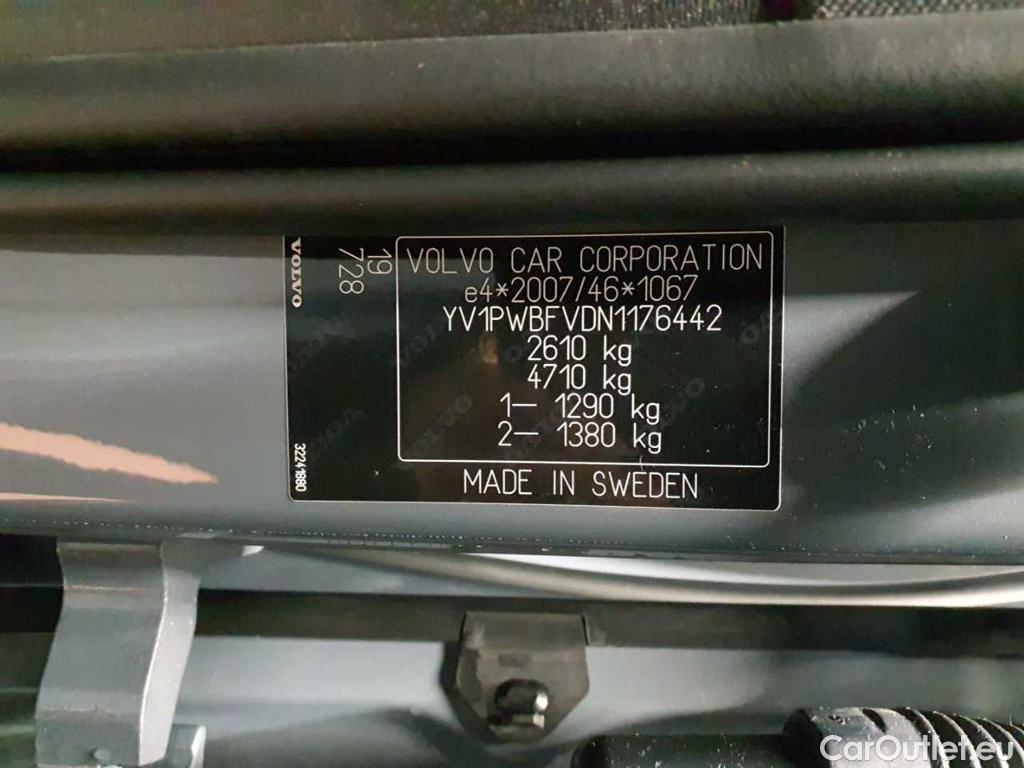 VOLVO
19
728
VOLVO CAR CORPORATION
e4*2007/46*1067
YV1PWBFVDN1176442
2610 kg
4710 kg
1— 1290 kg
2— 1380 kg
32241880
MADE IN SWEDEN
CarOutlet.eu